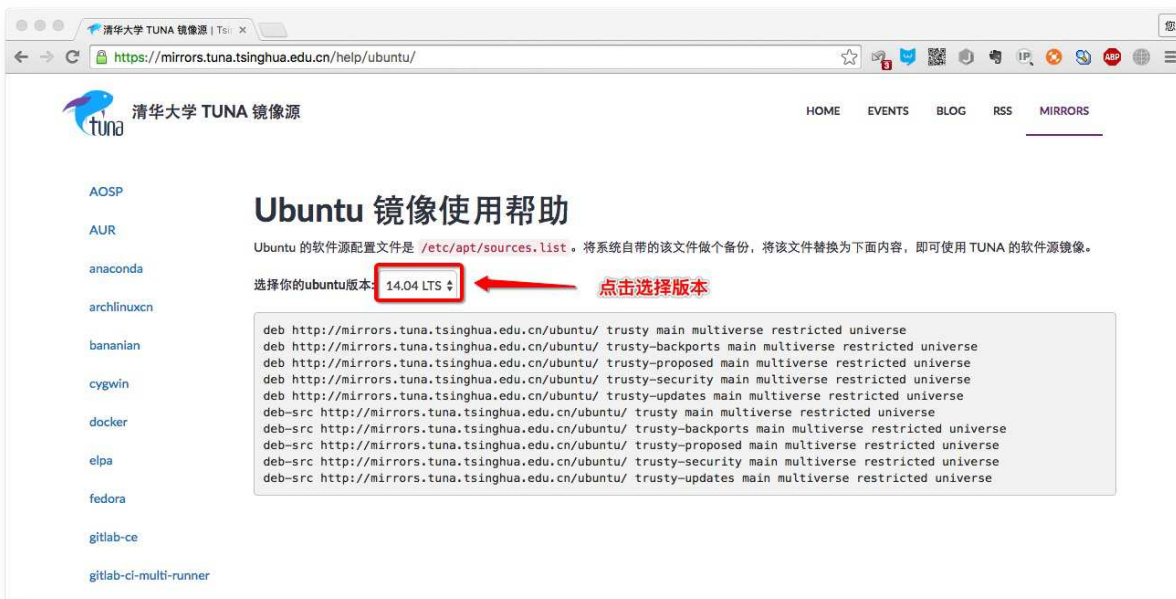 清华大学 TUNA 镜像源 | Tsi
您
https://mirrors.tuna.tsinghua.edu.cn/help/ubuntu/
3
IP
ABP
tuna
清华大学 TUNA 镜像源
HOME EVENTS BLOG RSS MIRRORS
AOSP
AUR
anaconda
archlinuxcn
bananian
cygwin
docker
elpa
fedora
gitlab-ce
gitlab-ci-multi-runner
Ubuntu 镜像使用帮助
Ubuntu 的软件源配置文件是 /etc/apt/sources.list 。将系统自带的该文件做个备份，将该文件替换为下面内容，即可使用 TUNA 的软件源镜像。
选择你的ubuntu版本: 14.04 LTS 点击选择版本
deb http://mirrors.tuna.tsinghua.edu.cn/ubuntu/ trusty main multiverse restricted universe
deb http://mirrors.tuna.tsinghua.edu.cn/ubuntu/ trusty-backports main multiverse restricted universe
deb http://mirrors.tuna.tsinghua.edu.cn/ubuntu/ trusty-proposed main multiverse restricted universe
deb http://mirrors.tuna.tsinghua.edu.cn/ubuntu/ trusty-security main multiverse restricted universe
deb http://mirrors.tuna.tsinghua.edu.cn/ubuntu/ trusty-updates main multiverse restricted universe
deb-src http://mirrors.tuna.tsinghua.edu.cn/ubuntu/ trusty main multiverse restricted universe
deb-src http://mirrors.tuna.tsinghua.edu.cn/ubuntu/ trusty-backports main multiverse restricted universe
deb-src http://mirrors.tuna.tsinghua.edu.cn/ubuntu/ trusty-proposed main multiverse restricted universe
deb-src http://mirrors.tuna.tsinghua.edu.cn/ubuntu/ trusty-security main multiverse restricted universe
deb-src http://mirrors.tuna.tsinghua.edu.cn/ubuntu/ trusty-updates main multiverse restricted universe